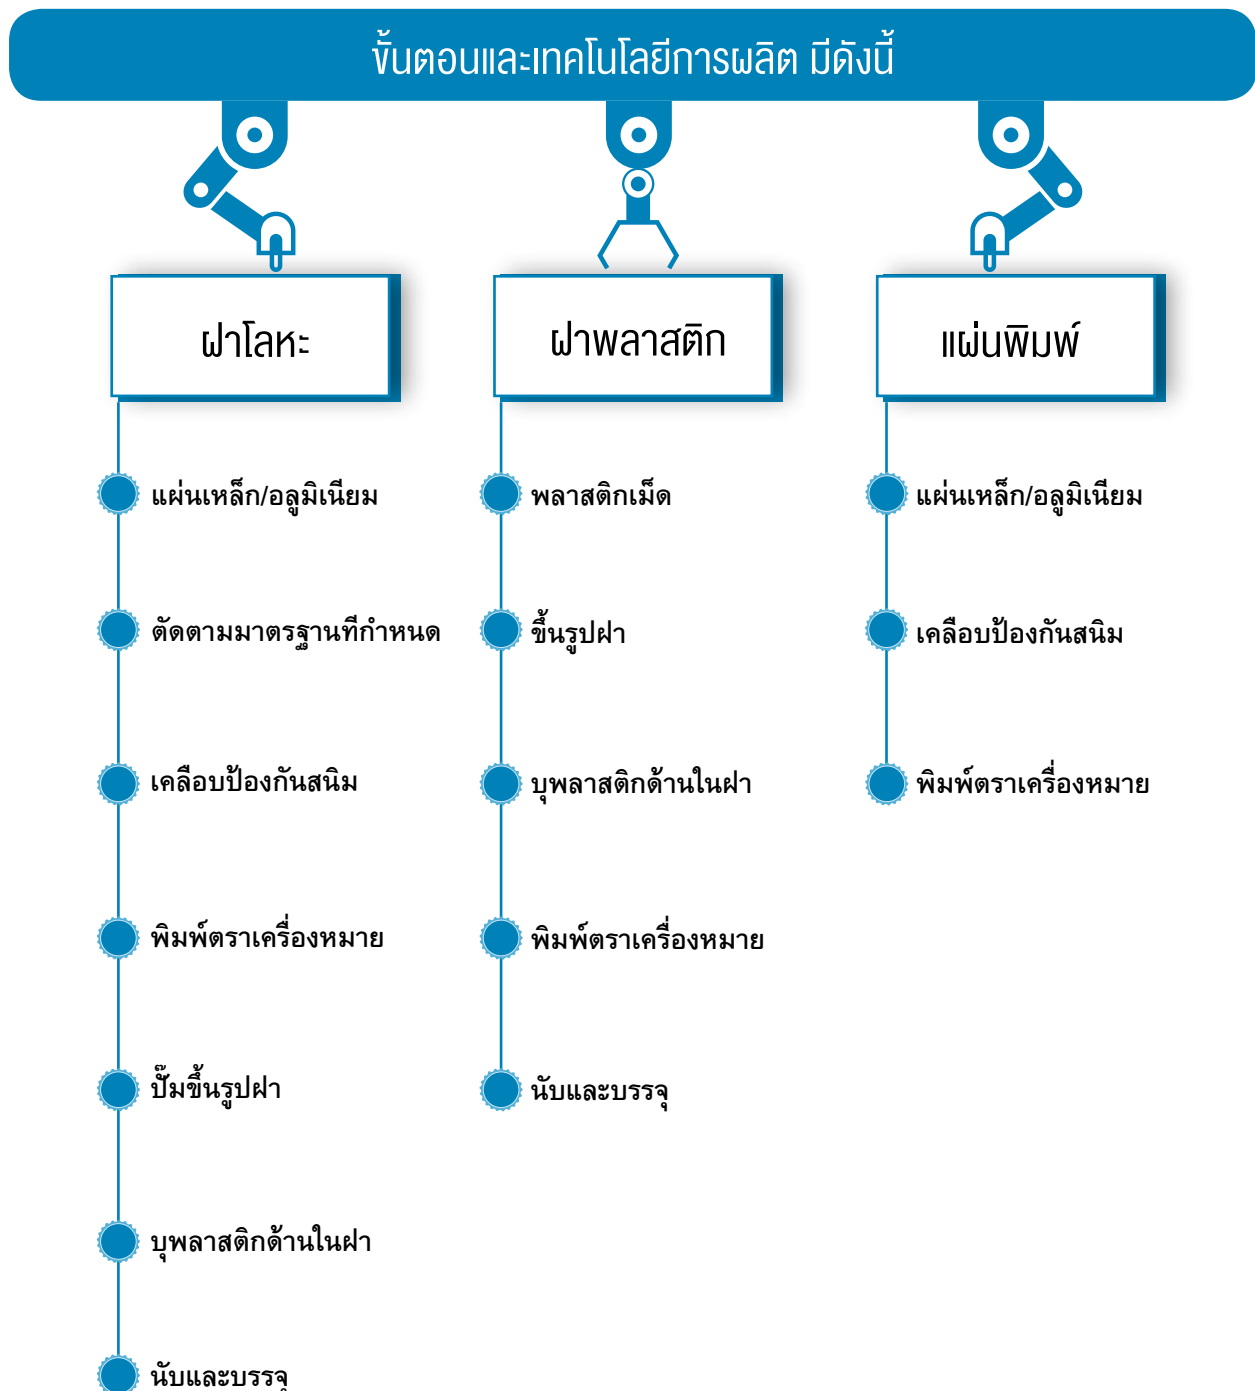 ขั้นตอนและเทคโนโลยีการผลิต มีดังนี้
ฝาโลหะ
แผ่นเหล็ก/อลูมิเนียม
ตัดตามมาตรฐานที่กำหนด
เคลือบป้องกันสนิม
พิมพ์ตราเครื่องหมาย
ปั๊มขึ้นรูปฝา
บุพลาสติกด้านในฝา
นับและบรรจุ
ฝาพลาสติก
พลาสติกเม็ด
ขึ้นรูปฝา
บุพลาสติกด้านในฝา
พิมพ์ตราเครื่องหมาย
นับและบรรจุ
แผ่นพิมพ์
แผ่นเหล็ก/อลูมิเนียม
เคลือบป้องกันสนิม
พิมพ์ตราเครื่องหมาย